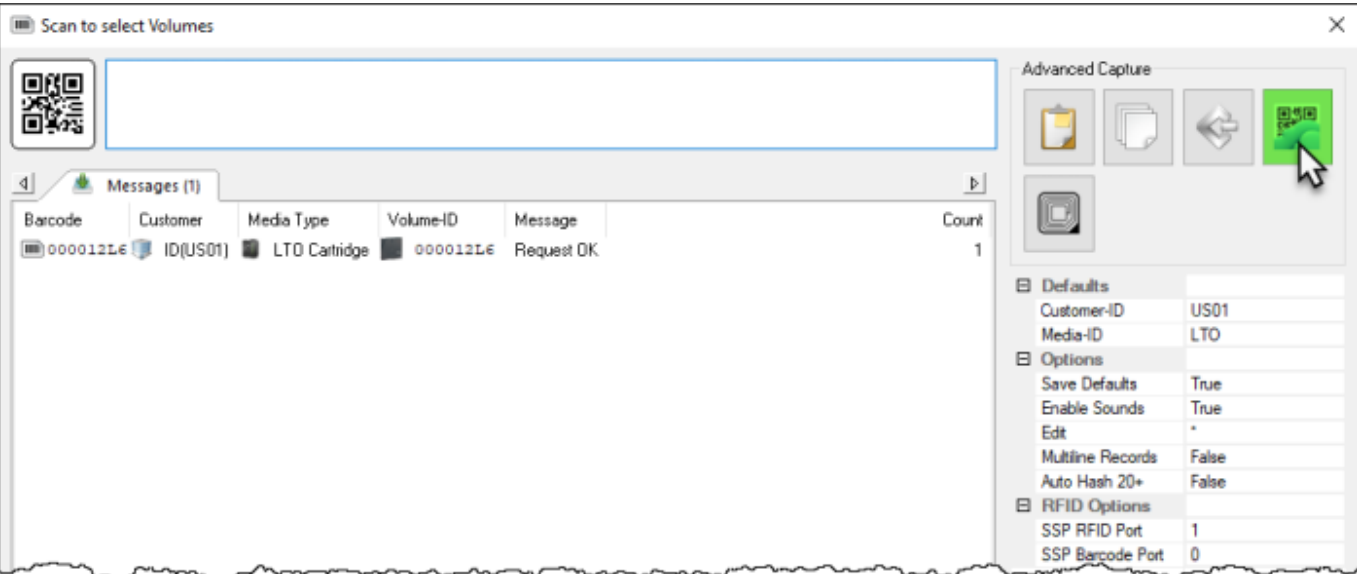 Scan to select Volumes
Advanced Capture
Messages (1)
Barcode Customer Media Type Volume-ID Message Count
000012L6 ID(US01) LTO Cartridge 000012L6 Request OK 1
Defaults
Customer-ID US01
Media-ID LTO
Options
Save Defaults True
Enable Sounds True
Edit *
Multiline Records False
Auto Hash 20+ False
RFID Options
SSP RFID Port 1
SSP Barcode Port 0